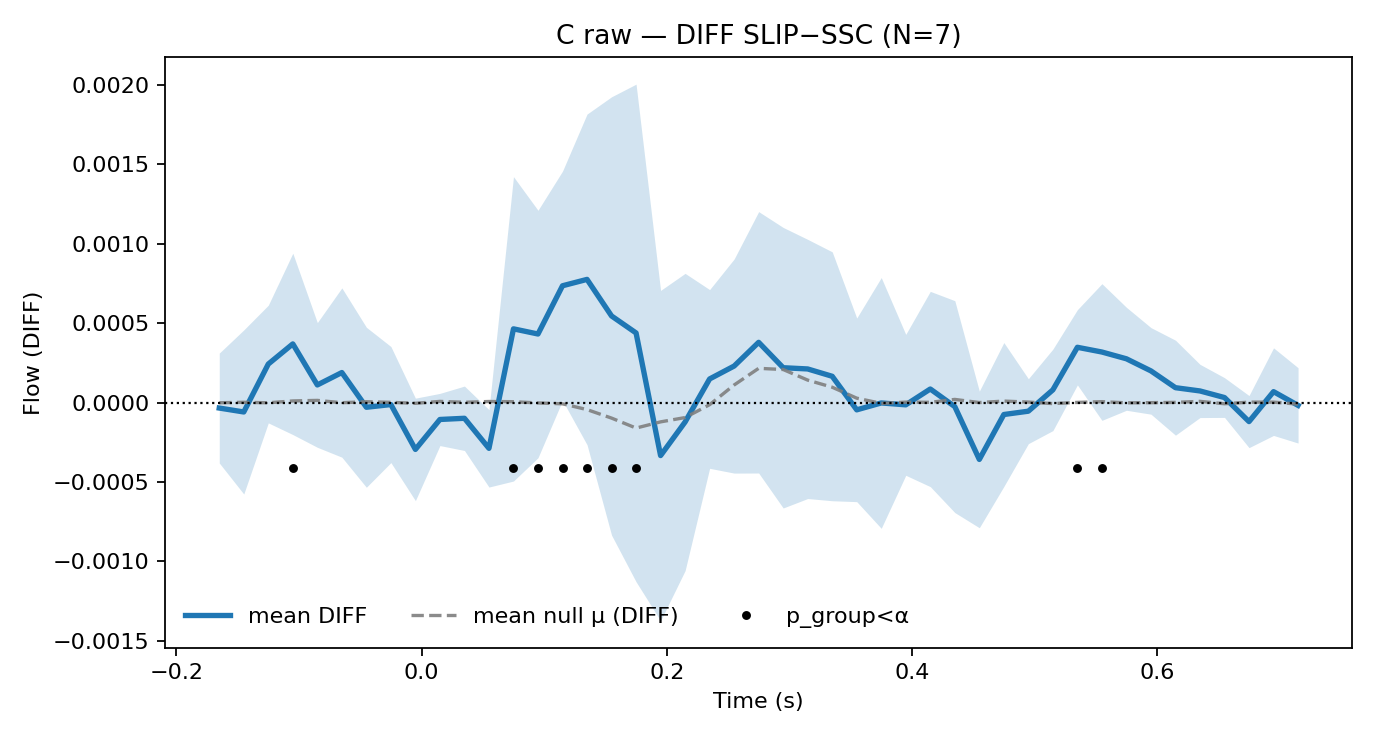 C raw — DIFF SLIP−SSC (N=7)
Flow (DIFF)
0.0020
0.0015
0.0010
0.0005
0.0000
−0.0005
−0.0010
−0.0015
mean DIFF
mean null μ (DIFF)
p_group<α
−0.2
0.0
0.2
0.4
0.6
Time (s)